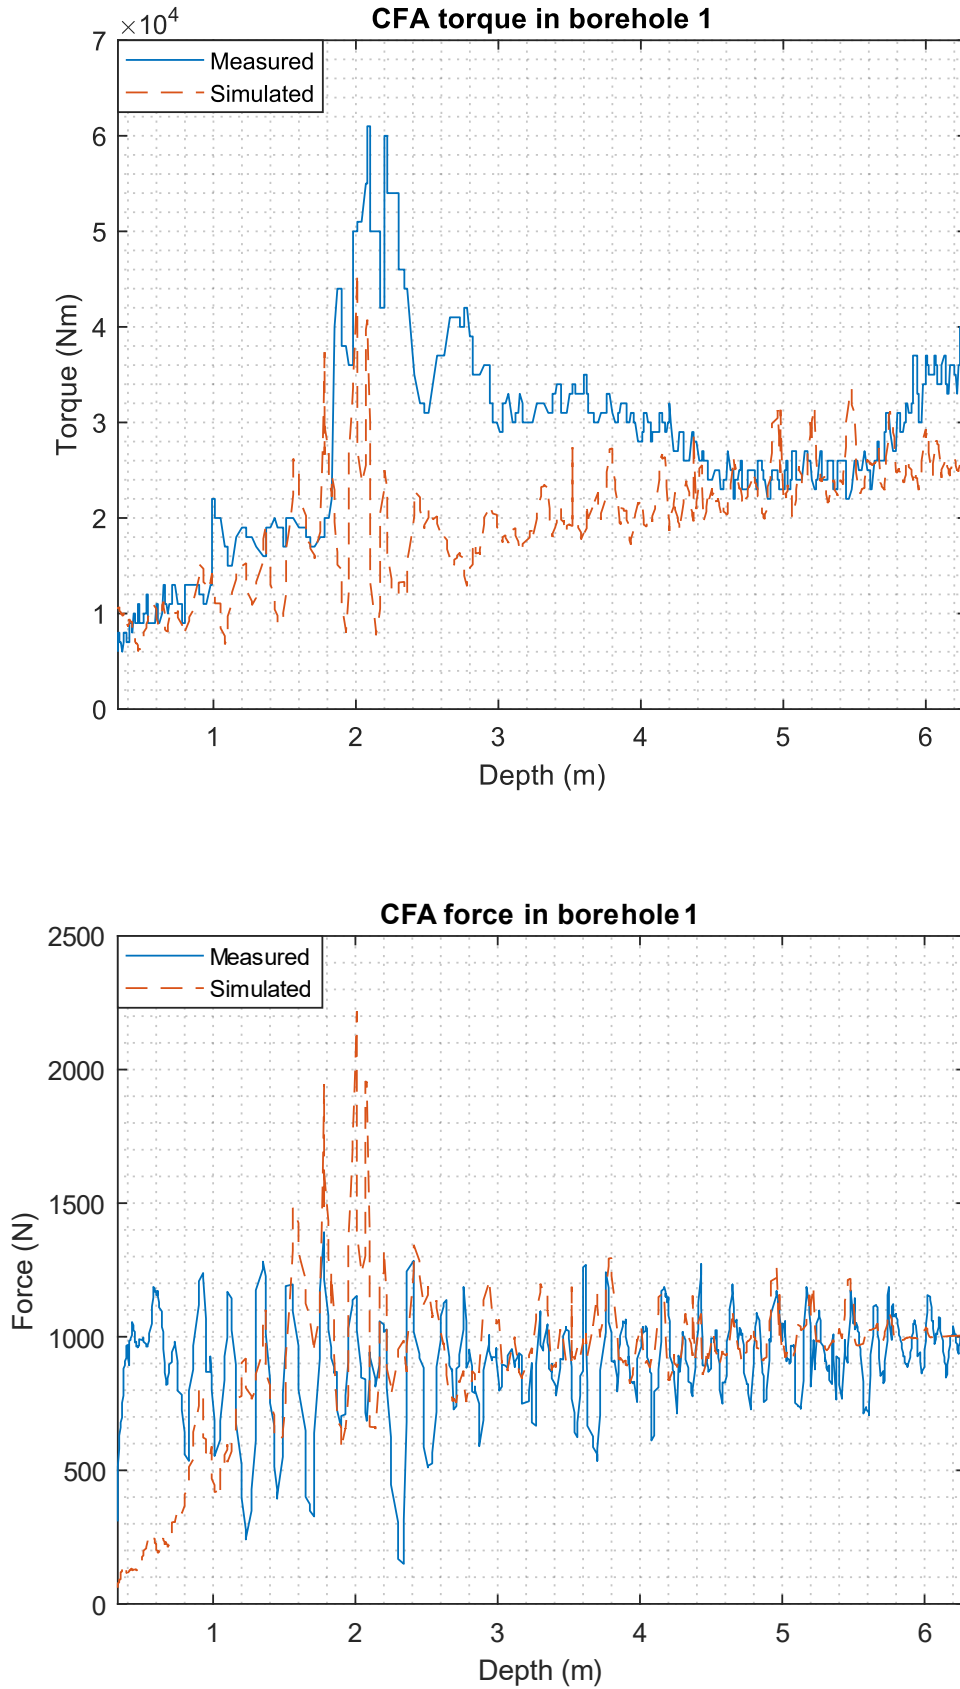 CFA torque in borehole 1
×10⁴
Measured
Simulated
7
6
5
4
3
2
1
0
Torque (Nm)
1 2 3 4 5 6
Depth (m)
CFA force in borehole 1
Measured
Simulated
2500
2000
1500
1000
500
0
Force (N)
1 2 3 4 5 6
Depth (m)